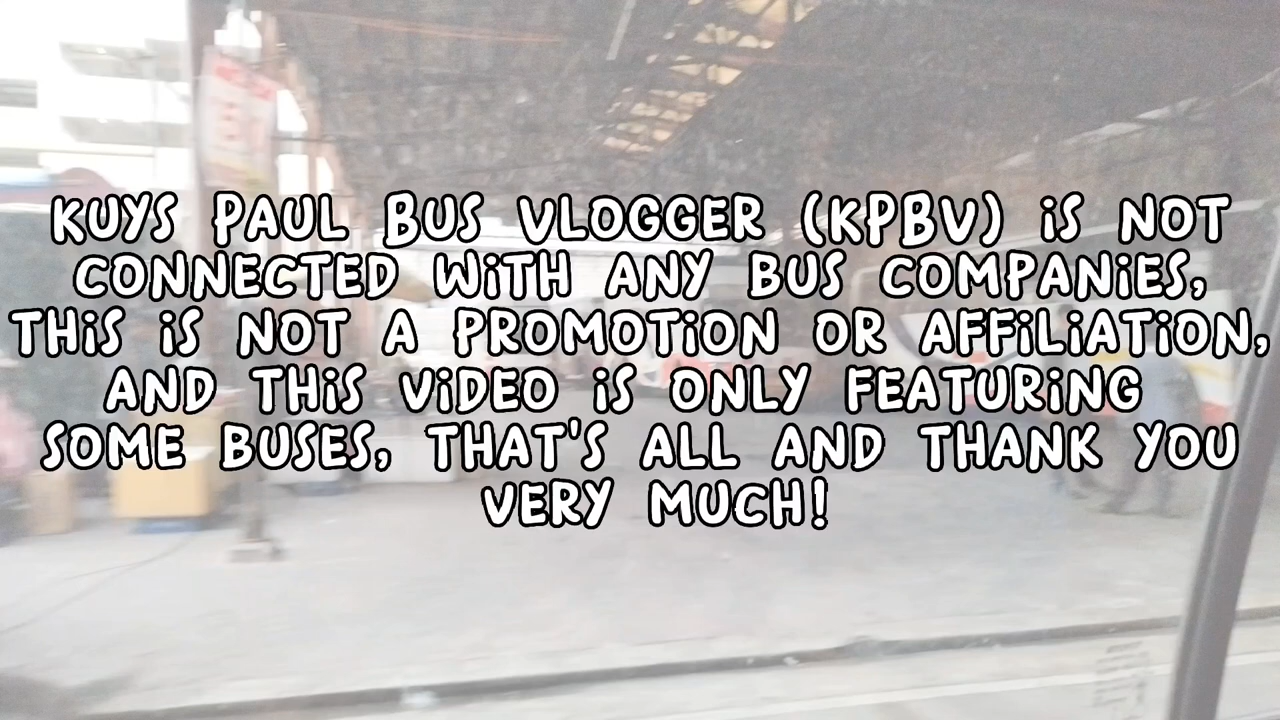 KUYS PAUL BUS VLOGGER (KPBV) iS NOT
CONNECTED WiTH ANY BUS COMPANiES,
THiS iS NOT A PROMOTiON OR AFFiLiATiON,
AND THiS ViDEO iS ONLY FEATURiNG
SOME BUSES, THAT'S ALL AND THANK YOU
VERY MUCH!